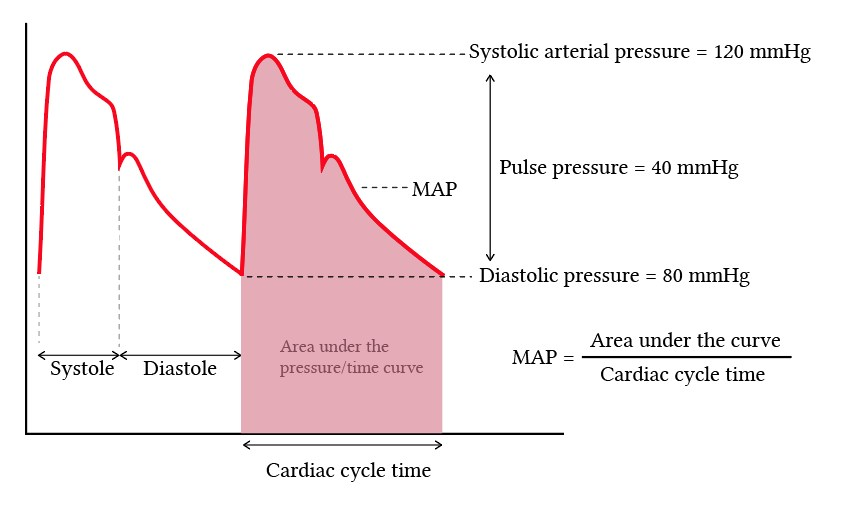 Systolic arterial pressure = 120 mmHg
Pulse pressure = 40 mmHg
MAP
Diastolic pressure = 80 mmHg
Area under the
pressure/time curve
MAP =
Area under the curve
Cardiac cycle time
Systole
Diastole
Cardiac cycle time